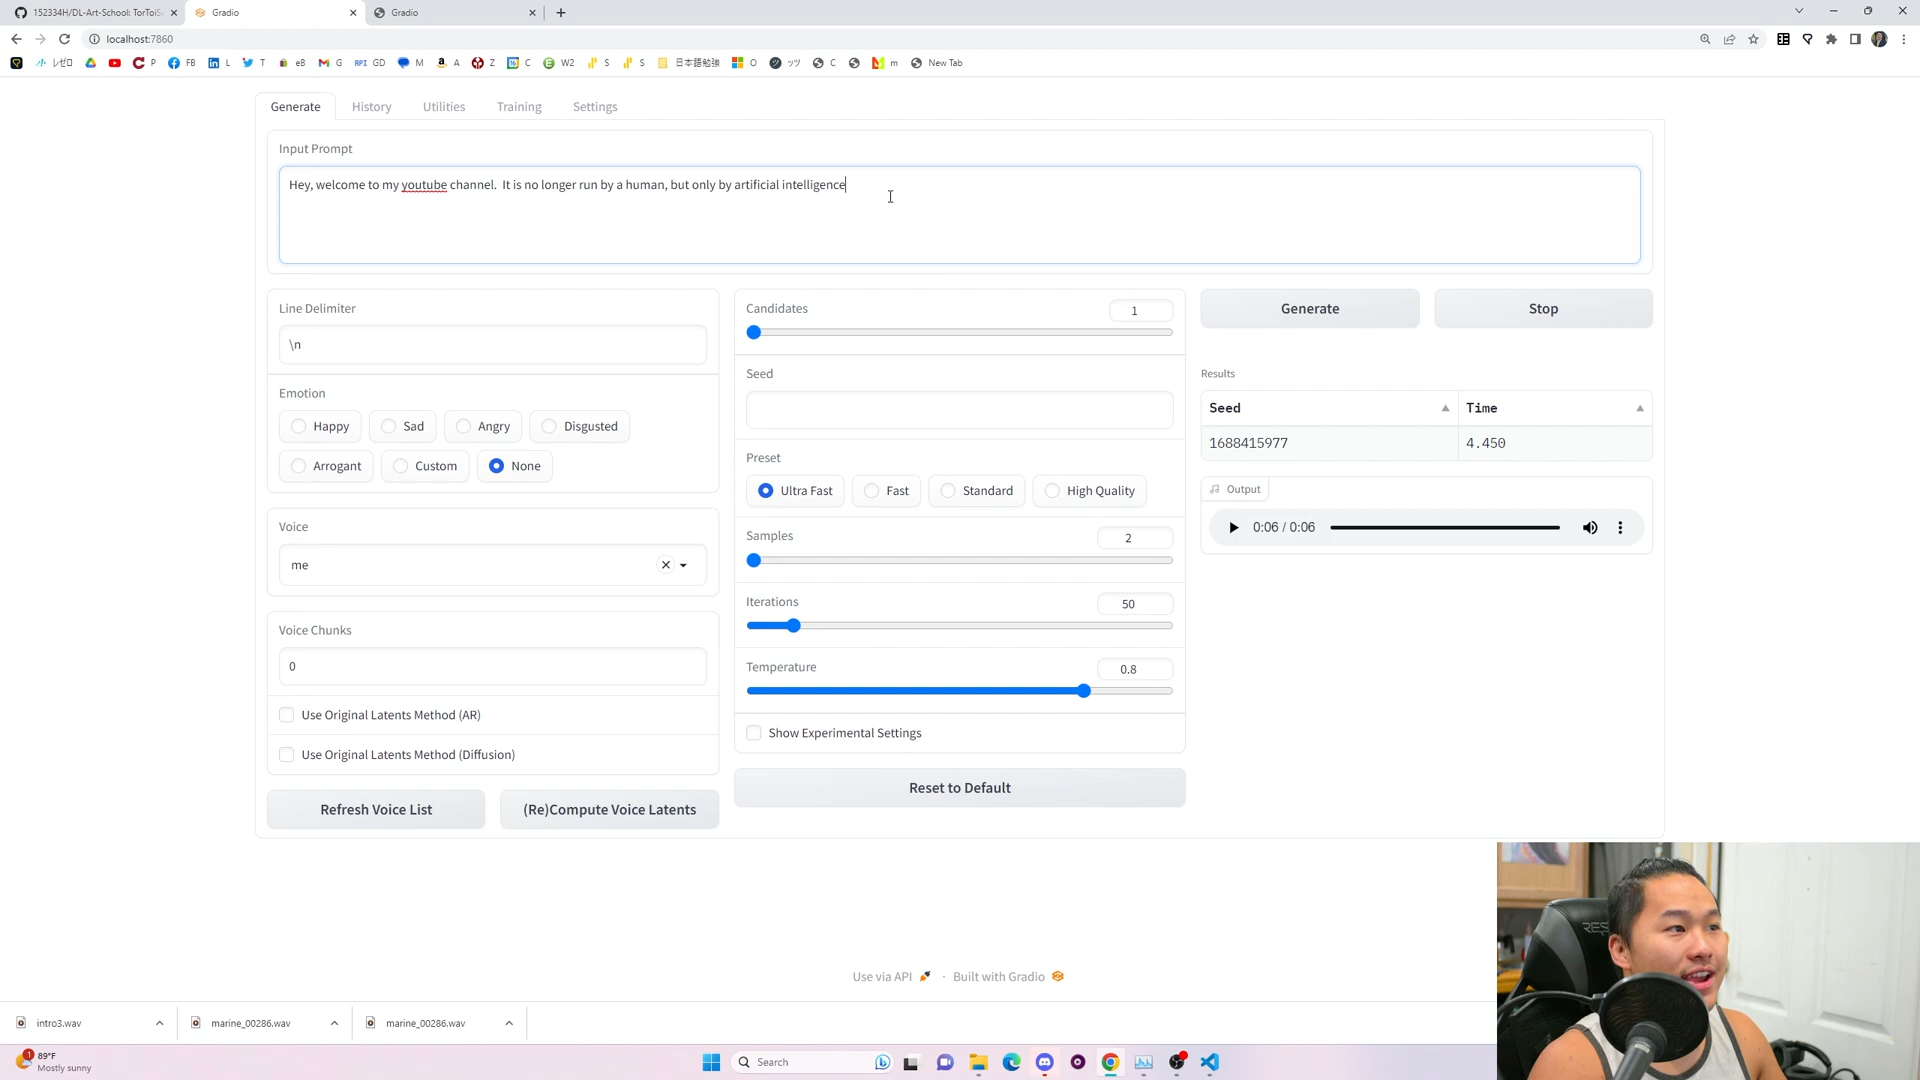 152334H/DL-Art-School: TorToiSe
Gradio
Gradio
localhost:7860
レゼロ
P
FB
L
T
eB
G
GD
M
A
Z
C
W2
S
S
日本語勉強
O
ッツ
C
m
New Tab
Generate
History
Utilities
Training
Settings
Input Prompt
Hey, welcome to my youtube channel.  It is no longer run by a human, but only by artificial intelligence
Line Delimiter
\n
Emotion
Happy
Sad
Angry
Disgusted
Arrogant
Custom
None
Voice
me
Voice Chunks
0
Use Original Latents Method (AR)
Use Original Latents Method (Diffusion)
Refresh Voice List
(Re)Compute Voice Latents
Candidates
1
Seed
Preset
Ultra Fast
Fast
Standard
High Quality
Samples
2
Iterations
50
Temperature
0.8
Show Experimental Settings
Reset to Default
Generate
Stop
Results
Seed
Time
1688415977
4.450
Output
0:06 / 0:06
Use via API
·
Built with Gradio
intro3.wav
marine_00286.wav
marine_00286.wav
1
89°F
Mostly sunny
Search